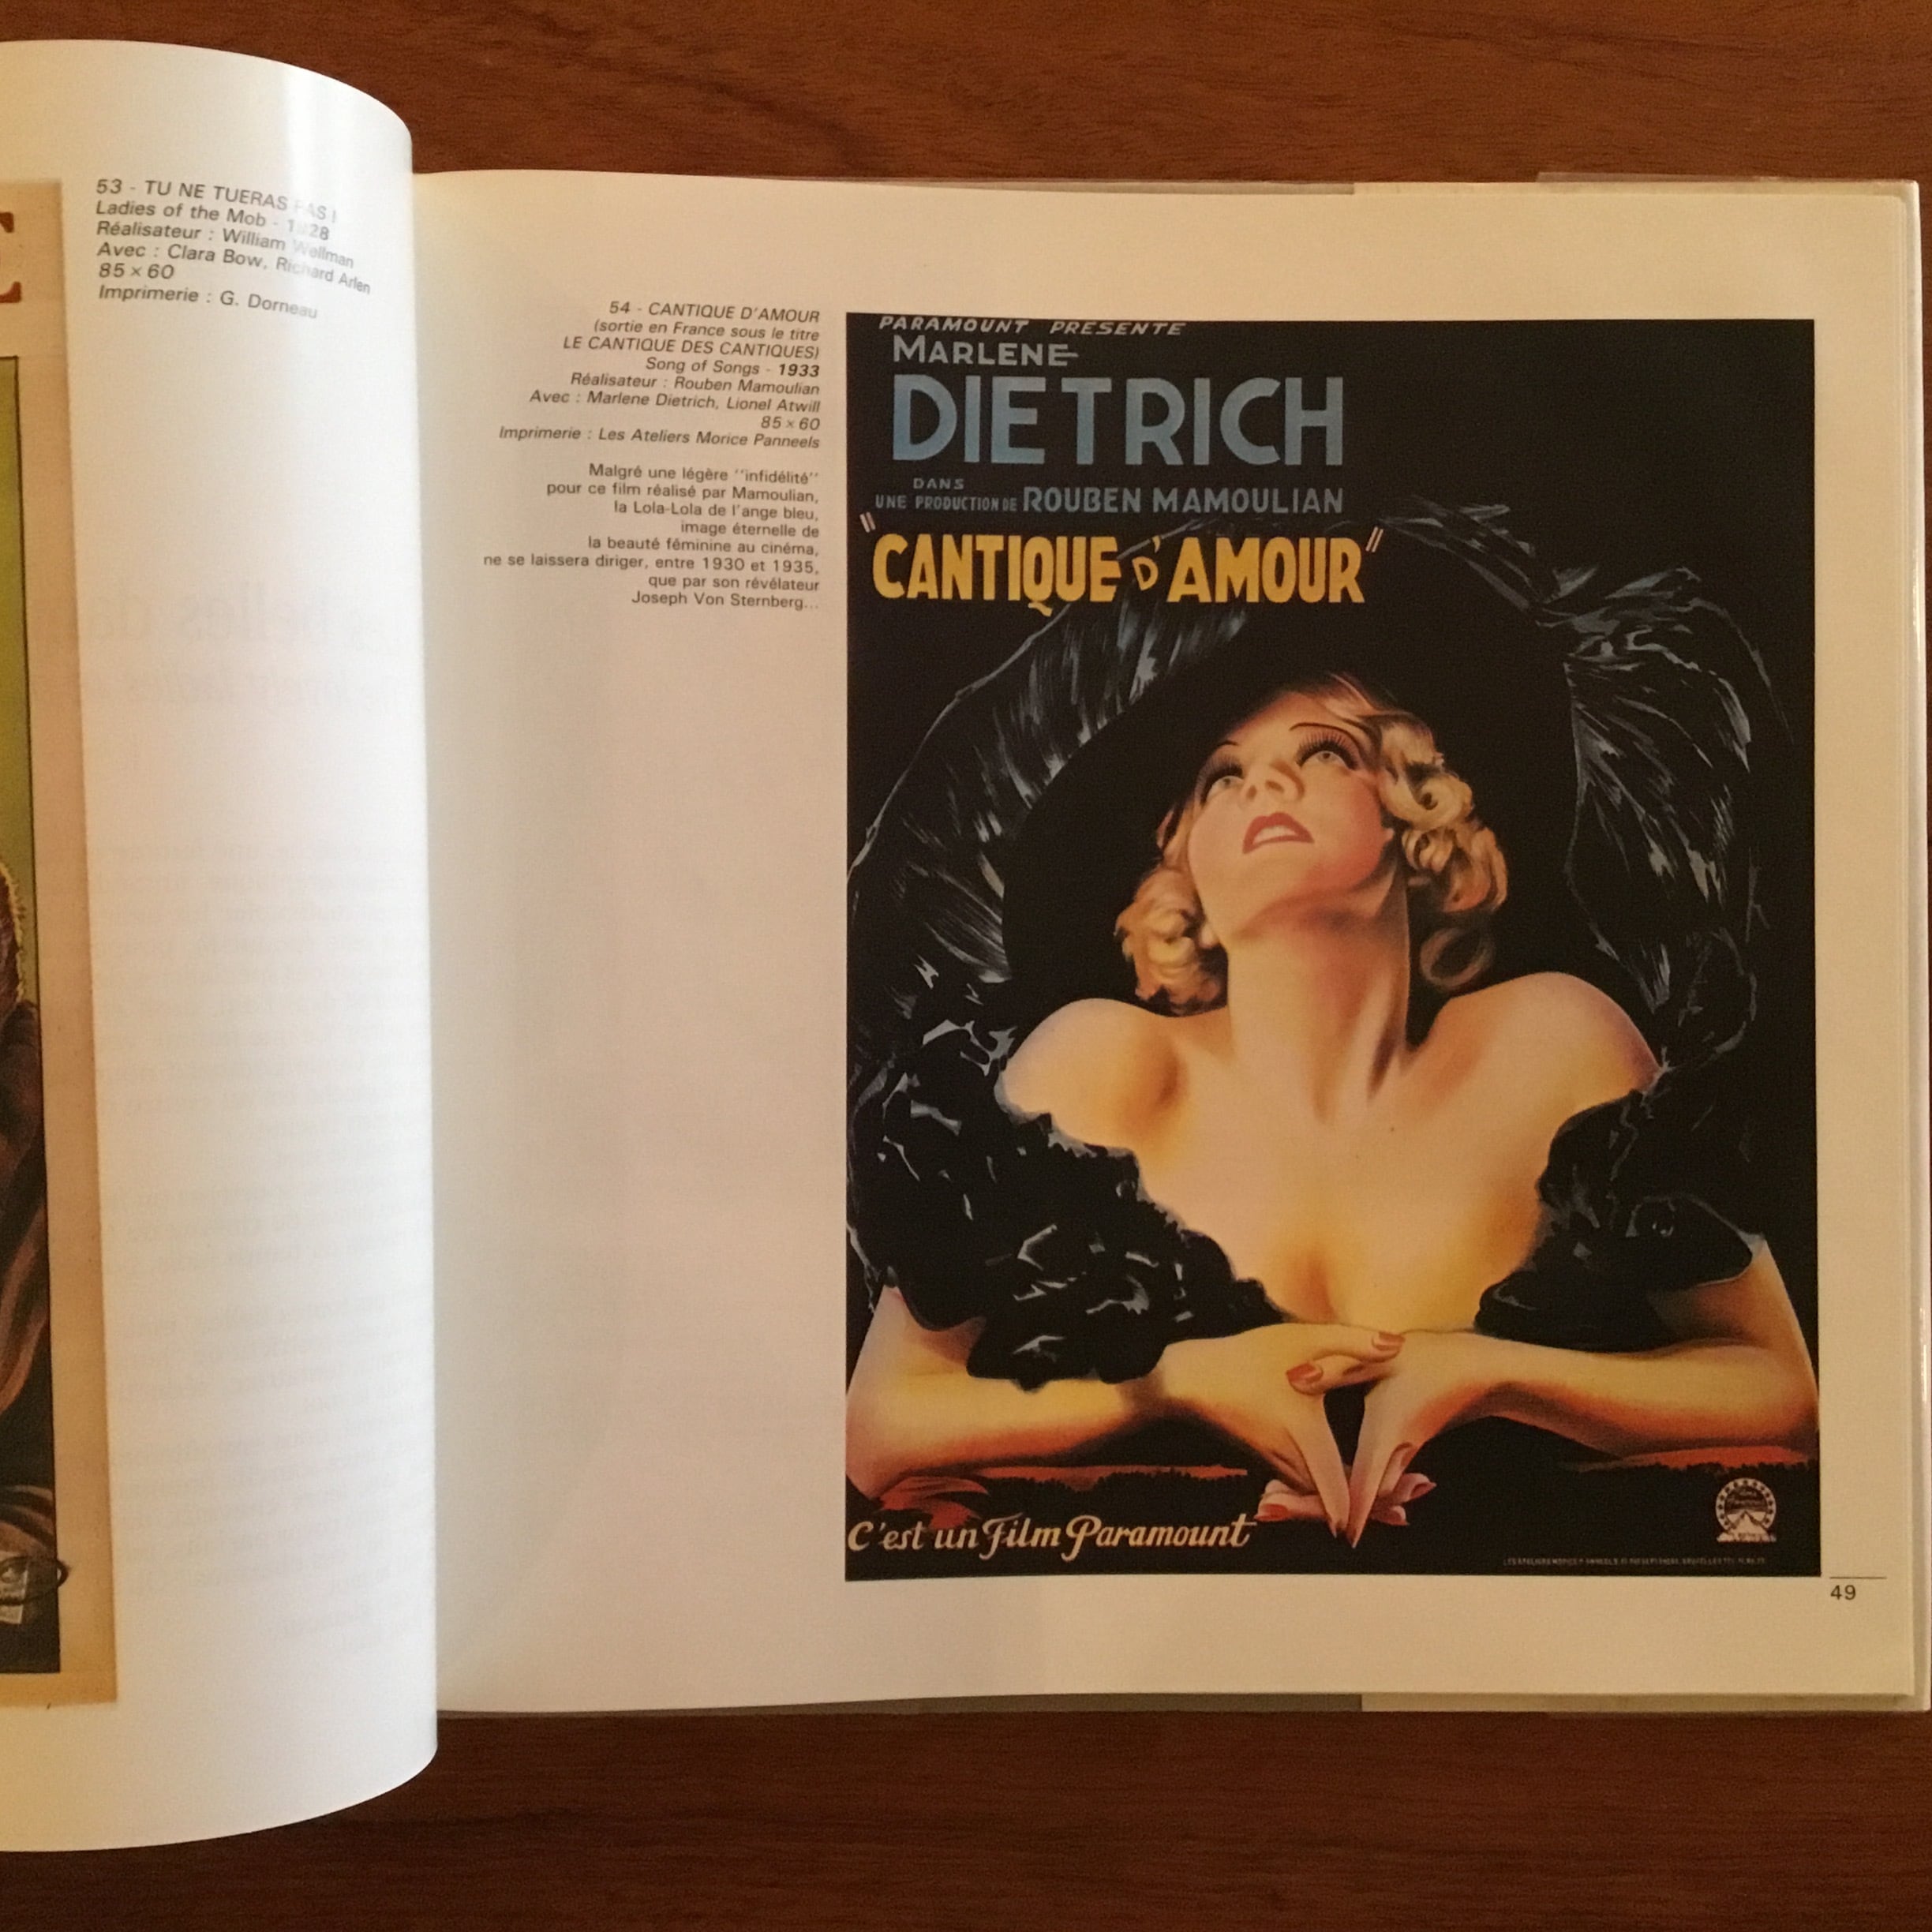 53 - TU NE TUERAS PAS !
Ladies of the Mob - 1928
Réalisateur : William Wellman
Avec : Clara Bow, Richard Arlen
85 × 60
Imprimerie : G. Dorneau
54 - CANTIQUE D'AMOUR
(sortie en France sous le titre
LE CANTIQUE DES CANTIQUES)
Song of Songs - 1933
Réalisateur : Rouben Mamoulian
Avec : Marlene Dietrich, Lionel Atwill
85 × 60
Imprimerie : Les Ateliers Morice Panneels
Malgré une légère ''infidélité''
pour ce film réalisé par Mamoulian,
la Lola-Lola de l'ange bleu,
image éternelle de
la beauté féminine au cinéma,
ne se laissera diriger, entre 1930 et 1935,
que par son révélateur
Joseph Von Sternberg...
PARAMOUNT PRESENTE
MARLENE
DIETRICH
DANS
UNE PRODUCTION DE ROUBEN MAMOULIAN
"CANTIQUE D'AMOUR"
C'est un Film Paramount
49